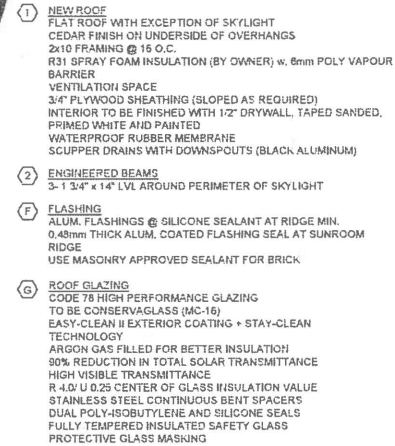 1 NEW ROOF
FLAT ROOF WITH EXCEPTION OF SKYLIGHT
CEDAR FINISH ON UNDERSIDE OF OVERHANGS
2x10 FRAMING @ 16 O.C.
R31 SPRAY FOAM INSULATION (BY OWNER) w. 6mm POLY VAPOUR
BARRIER
VENTILATION SPACE
3/4" PLYWOOD SHEATHING (SLOPED AS REQUIRED)
INTERIOR TO BE FINISHED WITH 1/2" DRYWALL, TAPED SANDED,
PRIMED WHITE AND PAINTED
WATERPROOF RUBBER MEMBRANE
SCUPPER DRAINS WITH DOWNSPOUTS (BLACK ALUMINUM)
2 ENGINEERED BEAMS
3- 1 3/4" x 14" LVL AROUND PERIMETER OF SKYLIGHT
F FLASHING
ALUM. FLASHINGS @ SILICONE SEALANT AT RIDGE MIN.
0.48mm THICK ALUM. COATED FLASHING SEAL AT SUNROOM
RIDGE
USE MASONRY APPROVED SEALANT FOR BRICK
G ROOF GLAZING
CODE 78 HIGH PERFORMANCE GLAZING
TO BE CONSERVAGLASS (MC-16)
EASY-CLEAN II EXTERIOR COATING + STAY-CLEAN
TECHNOLOGY
ARGON GAS FILLED FOR BETTER INSULATION
90% REDUCTION IN TOTAL SOLAR TRANSMITTANCE
HIGH VISIBLE TRANSMITTANCE
R 4.0/ U 0.25 CENTER OF GLASS INSULATION VALUE
STAINLESS STEEL CONTINUOUS BENT SPACERS
DUAL POLY-ISOBUTYLENE AND SILICONE SEALS
FULLY TEMPERED INSULATED SAFETY GLASS
PROTECTIVE GLASS MASKING